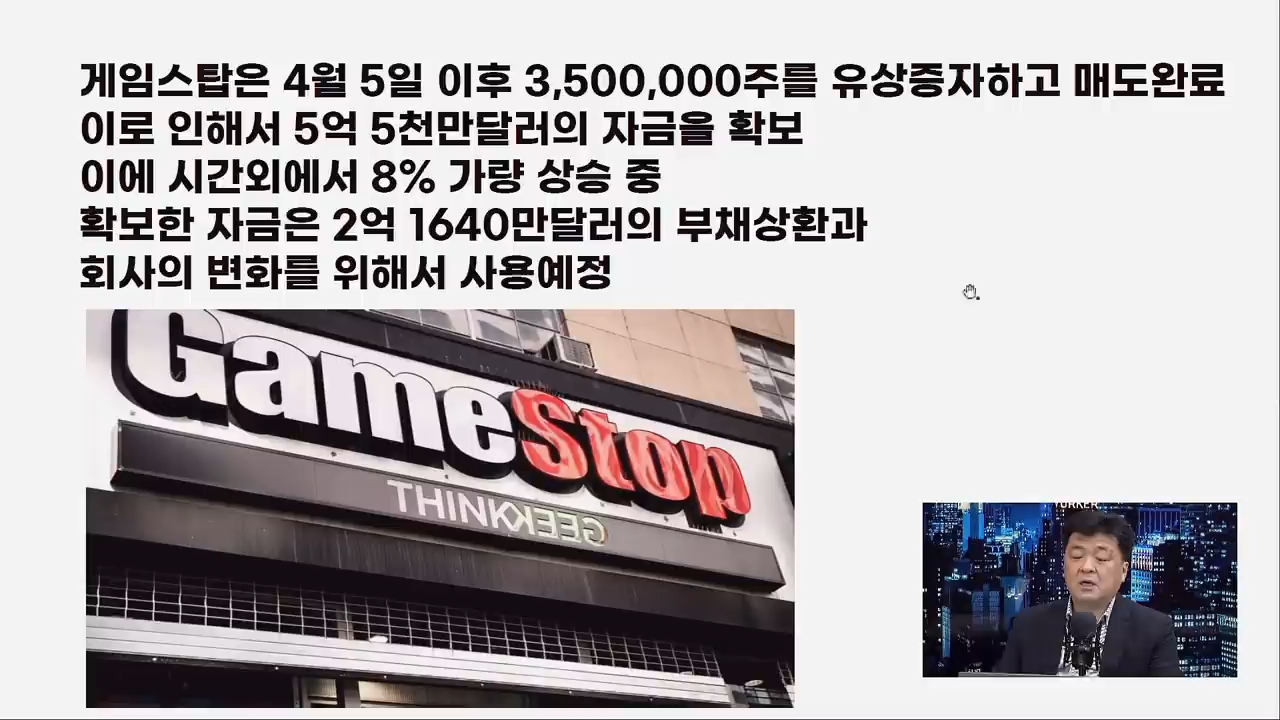 게임스탑은 4월 5일 이후 3,500,000주를 유상증자하고 매도완료
이로 인해서 5억 5천만달러의 자금을 확보
이에 시간외에서 8% 가량 상승 중
확보한 자금은 2억 1640만달러의 부채상환과
회사의 변화를 위해서 사용예정
GameStop
THINKGEEK
YORKER